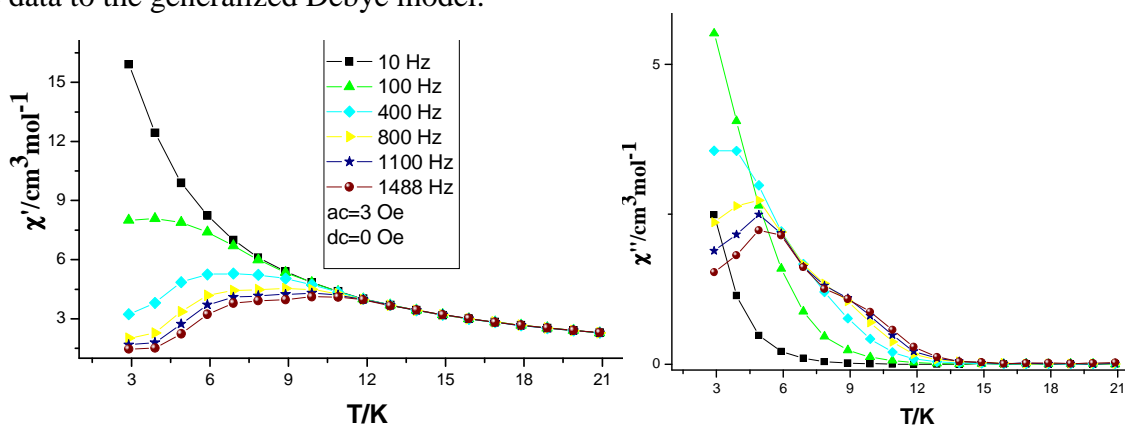 data to the generalized Debye model.
χ'/cm³mol⁻¹
15
12
9
6
3
3 6 9 12 15 18 21
T/K
10 Hz
100 Hz
400 Hz
800 Hz
1100 Hz
1488 Hz
ac=3 Oe
dc=0 Oe
χ''/cm³mol⁻¹
5
0
3 6 9 12 15 18 21
T/K